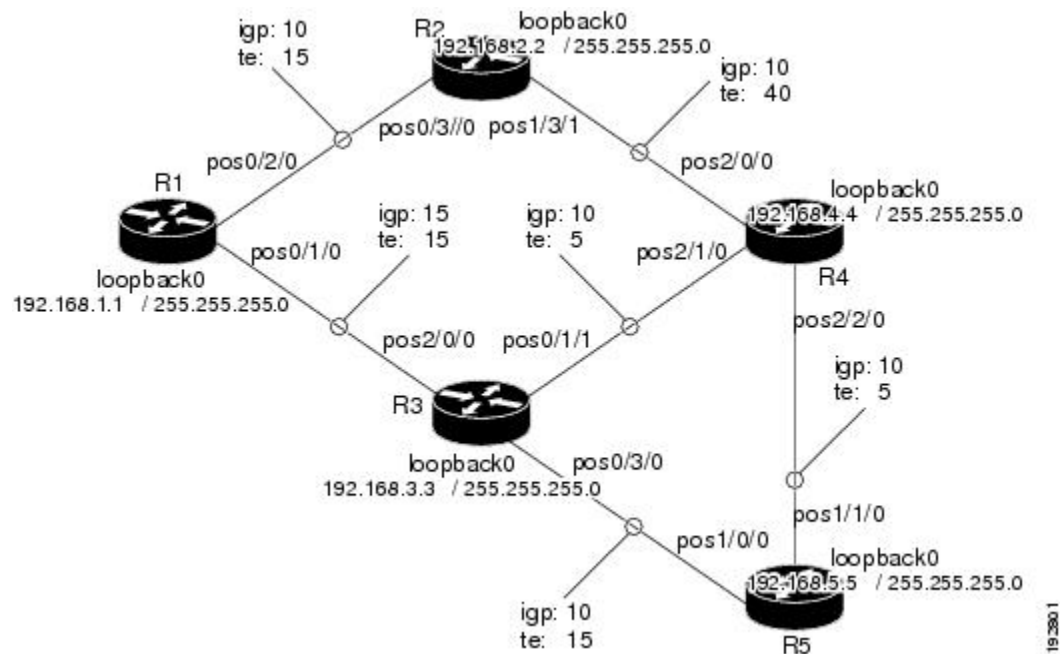 igp: 10
te: 15
R2
loopback0
192.168.2.2 / 255.255.255.0
igp: 10
te: 40
pos0/3//0
pos1/3/1
pos0/2/0
pos2/0/0
R1
loopback0
192.168.4.4 / 255.255.255.0
igp: 15
te: 15
igp: 10
te: 5
pos0/1/0
pos2/1/0
R4
loopback0
192.168.1.1 / 255.255.255.0
pos2/2/0
pos2/0/0
pos0/1/1
igp: 10
te: 5
R3
loopback0
192.168.3.3 / 255.255.255.0
pos0/3/0
pos1/1/0
pos1/0/0
loopback0
192.168.5.5 / 255.255.255.0
igp: 10
te: 15
R5
193801